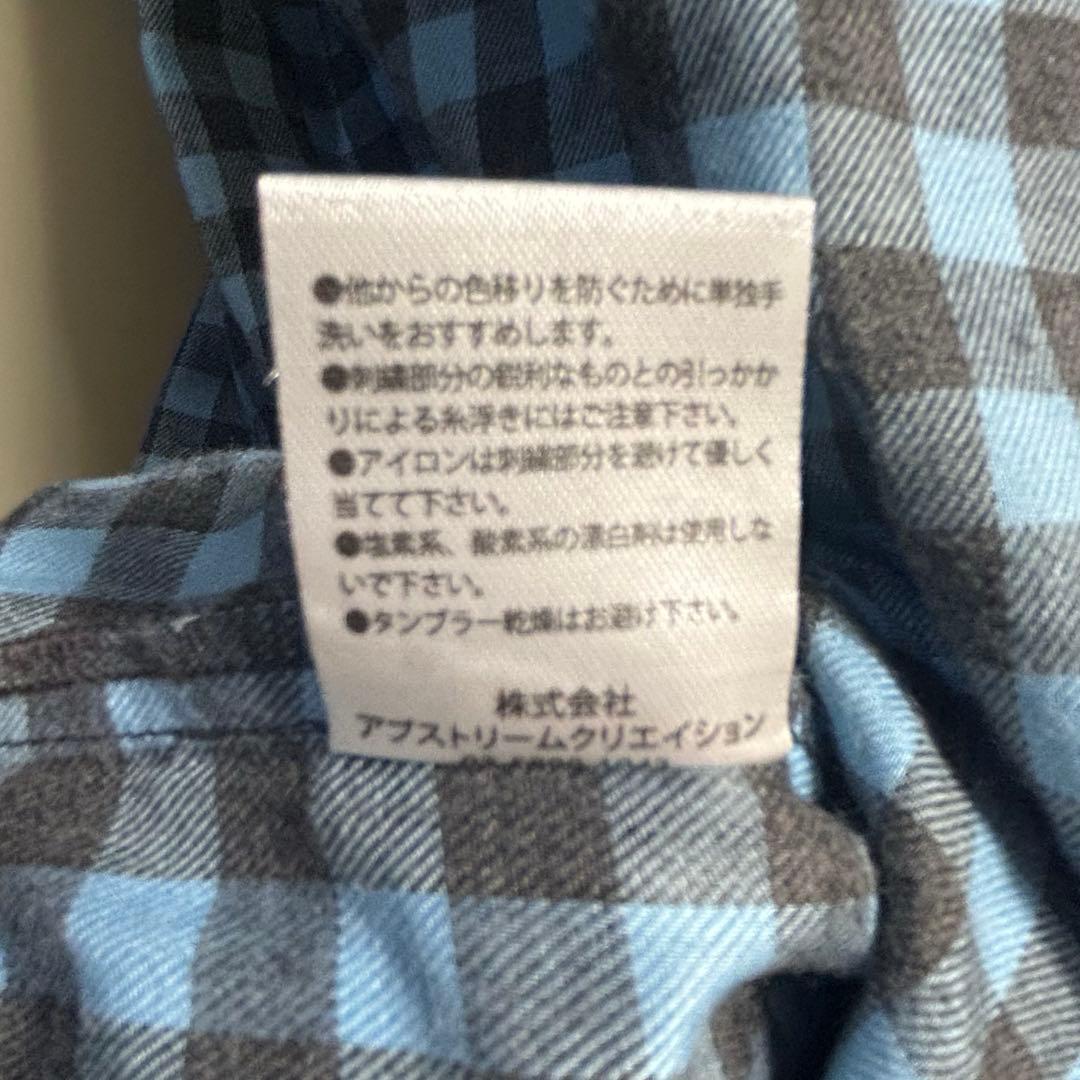 ●他からの色移りを防ぐために単独手
洗いをおすすめします。
●刺繍部分の鋭利なものとの引っかか
りによる糸浮きにはご注意下さい。
●アイロンは刺繍部分を避けて優しく
当てて下さい。
●塩素系、酸素系の漂白剤は使用しな
いで下さい。
●タンブラー乾燥はお避け下さい。
株式会社
アプストリームクリエイション